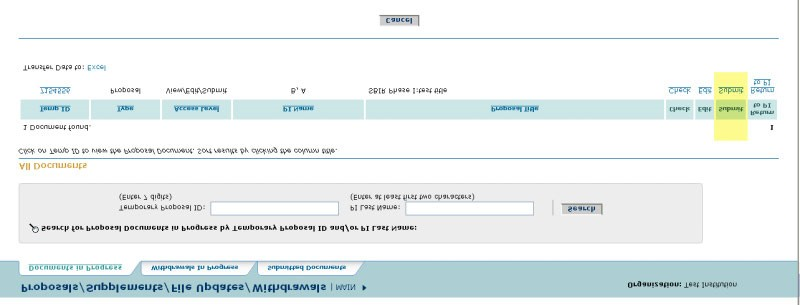 Proposals/Supplements/File Updates/Withdrawals | MAIN
Organization: Test Institution
Documents in Progress Withdrawals In Progress Submitted Documents
Search for Proposal Documents in Progress by Temporary Proposal ID and/or PI Last Name:
Temporary Proposal ID: PI Last Name: Search
(Enter 7 digits) (Enter at least first two characters)
All Documents
Click on Temp ID to view the Proposal Document. Sort results by clicking the column title.
1 Document found. 1
Temp ID Type Access Level PI Name Proposal Title Check Edit Submit Return to PI
7154556 Proposal View/Edit/Submit B, A SBIR Phase I:test title Check Edit Submit Return to PI
Transfer Data to: Excel
Cancel